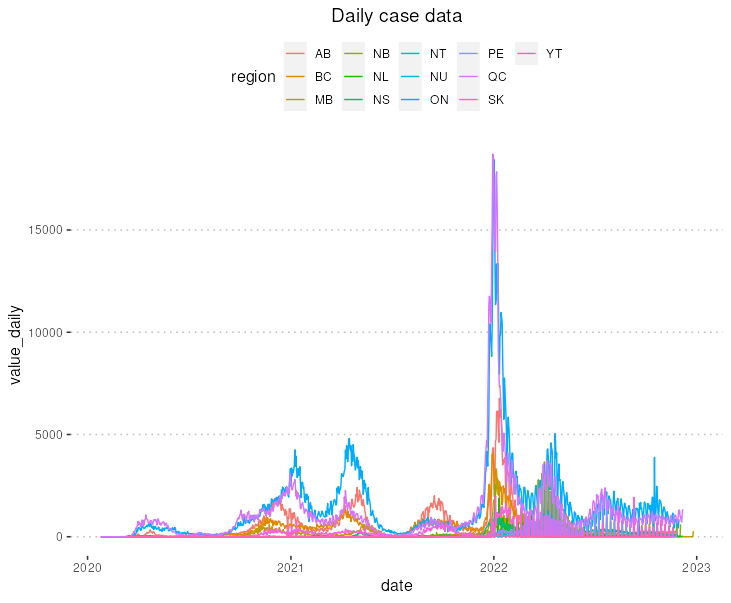 Daily case data
AB NB NT PE YT
region BC NL NU QC
MB NS ON SK
15000
10000
5000
0
value_daily
2020 2021 2022 2023
date